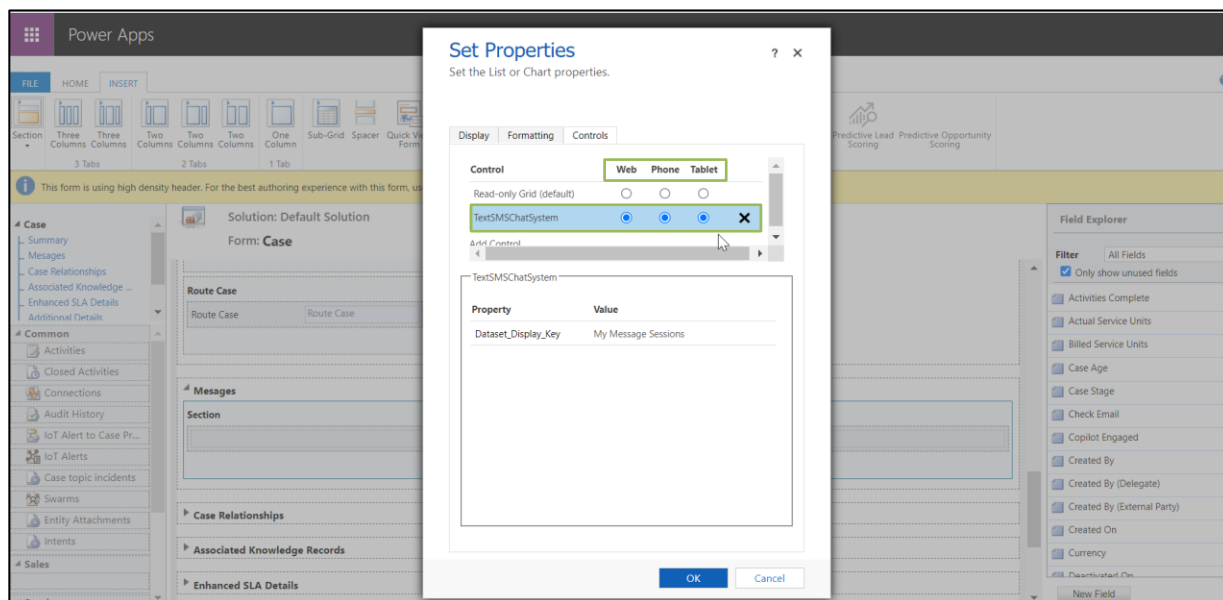 Power Apps
FILE HOME INSERT
Section
Three Columns
Three Columns
3 Tabs
Two Columns
Two Columns
Two Columns
2 Tabs
One Column
1 Tab
Sub-Grid
Spacer
Quick
Form
Predictive Lead Scoring
Predictive Opportunity Scoring
This form is using high density header. For the best authoring experience with this form,
Case
Summary
Mesages
Case Relationships
Associated Knowledge ...
Enhanced SLA Details
Additional Details
Common
Activities
Closed Activities
Connections
Audit History
IoT Alert to Case Pr...
IoT Alerts
Case topic incidents
Swarms
Entity Attachments
Intents
Sales
Solution: Default Solution
Form: Case
Route Case
Route Case Route Case
Mesages
Section
Case Relationships
Associated Knowledge Records
Enhanced SLA Details
Set Properties
? ×
Set the List or Chart properties.
Display Formatting Controls
Control Web Phone Tablet
Read-only Grid (default)
TextSMSChatSystem
Add Control
TextSMSChatSystem
Property Value
Dataset_Display_Key My Message Sessions
OK Cancel
Field Explorer
Filter All Fields
Only show unused fields
Activities Complete
Actual Service Units
Billed Service Units
Case Age
Case Stage
Check Email
Copilot Engaged
Created By
Created By (Delegate)
Created By (External Party)
Created On
Currency
Deactivated On
New Field